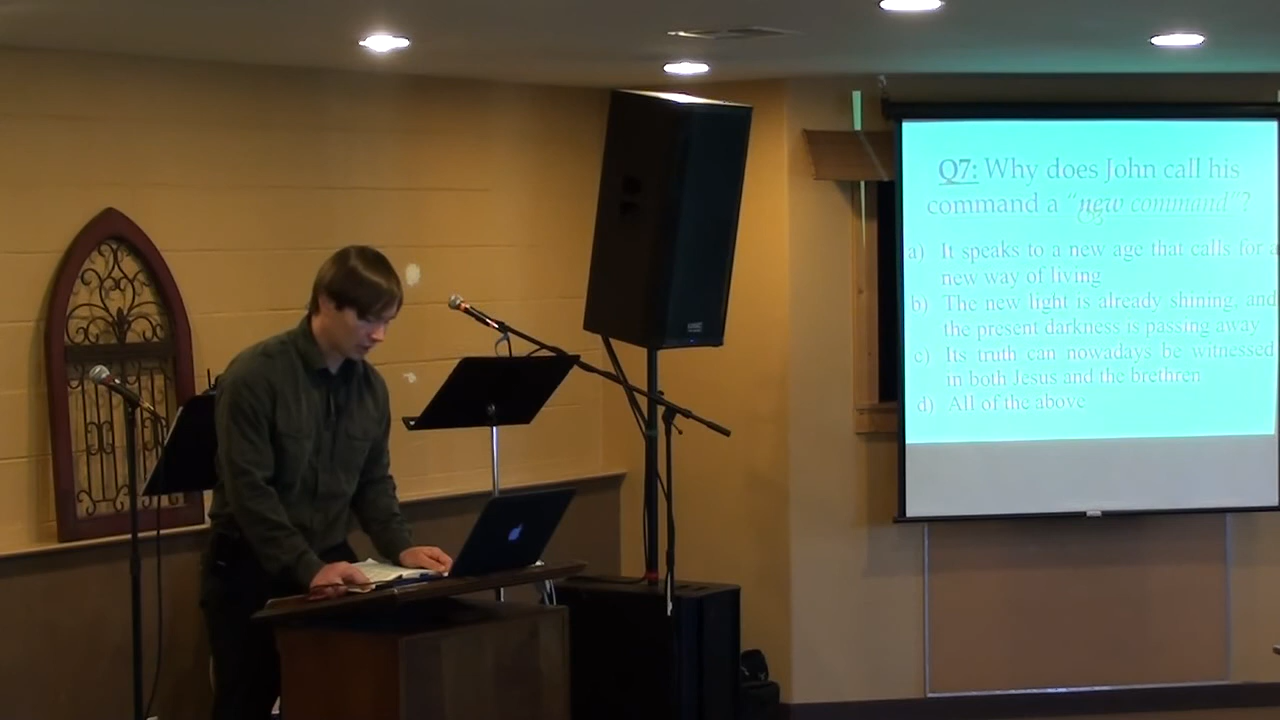 Q7: Why does John call his
command a “new command”?
a) It speaks to a new age that calls for a
new way of living
b) The new light is already shining, and
the present darkness is passing away
c) Its truth can nowadays be witnessed
in both Jesus and the brethren
d) All of the above